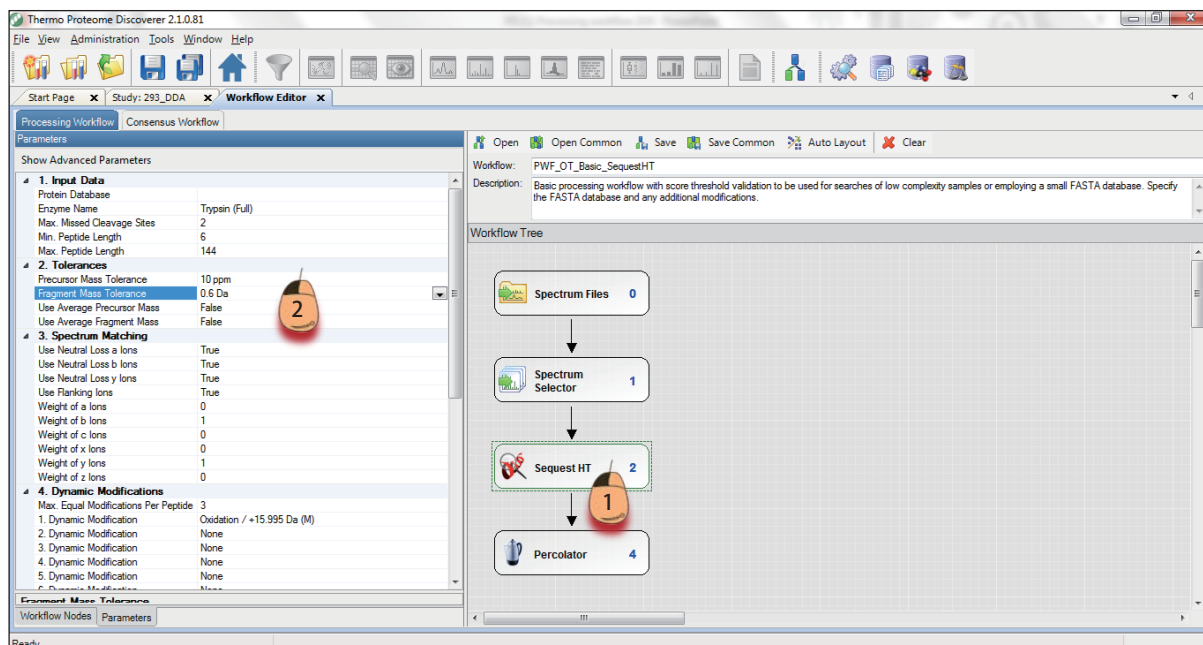 Thermo Proteome Discoverer 2.1.0.81
File View Administration Tools Window Help
Start Page Study: 293_DDA Workflow Editor
Processing Workflow Consensus Workflow
Parameters
Show Advanced Parameters
1. Input Data
Protein Database
Enzyme Name Trypsin (Full)
Max. Missed Cleavage Sites 2
Min. Peptide Length 6
Max. Peptide Length 144
2. Tolerances
Precursor Mass Tolerance 10 ppm
Fragment Mass Tolerance 0.6 Da
Use Average Precursor Mass False
Use Average Fragment Mass False
2
3. Spectrum Matching
Use Neutral Loss a Ions True
Use Neutral Loss b Ions True
Use Neutral Loss y Ions True
Use Flanking Ions True
Weight of a Ions 0
Weight of b Ions 1
Weight of c Ions 0
Weight of x Ions 0
Weight of y Ions 1
Weight of z Ions 0
4. Dynamic Modifications
Max. Equal Modifications Per Peptide 3
1. Dynamic Modification Oxidation / +15.995 Da (M)
2. Dynamic Modification None
3. Dynamic Modification None
4. Dynamic Modification None
5. Dynamic Modification None
6. Dynamic Modification None
Fragment Mass Tolerance
Workflow Nodes Parameters
Ready
Open Open Common Save Save Common Auto Layout Clear
Workflow: PWF_OT_Basic_SequestHT
Description: Basic processing workflow with score threshold validation to be used for searches of low complexity samples or employing a small FASTA database. Specify
the FASTA database and any additional modifications.
Workflow Tree
Spectrum Files 0
Spectrum
Selector 1
Sequest HT 2
1
Percolator 4